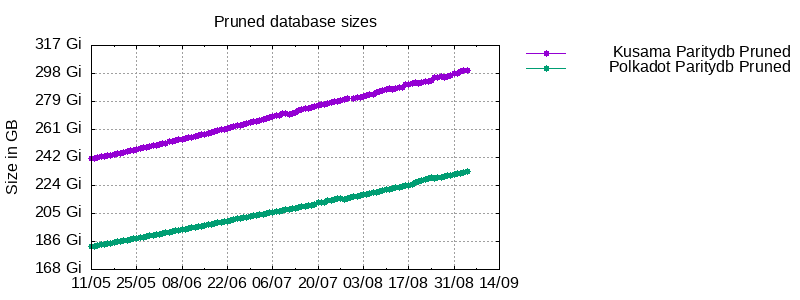 Pruned database sizes
Kusama Paritydb Pruned
Polkadot Paritydb Pruned
Size in GB
317 Gi
298 Gi
279 Gi
261 Gi
242 Gi
224 Gi
205 Gi
186 Gi
168 Gi
11/05 25/05 08/06 22/06 06/07 20/07 03/08 17/08 31/08 14/09